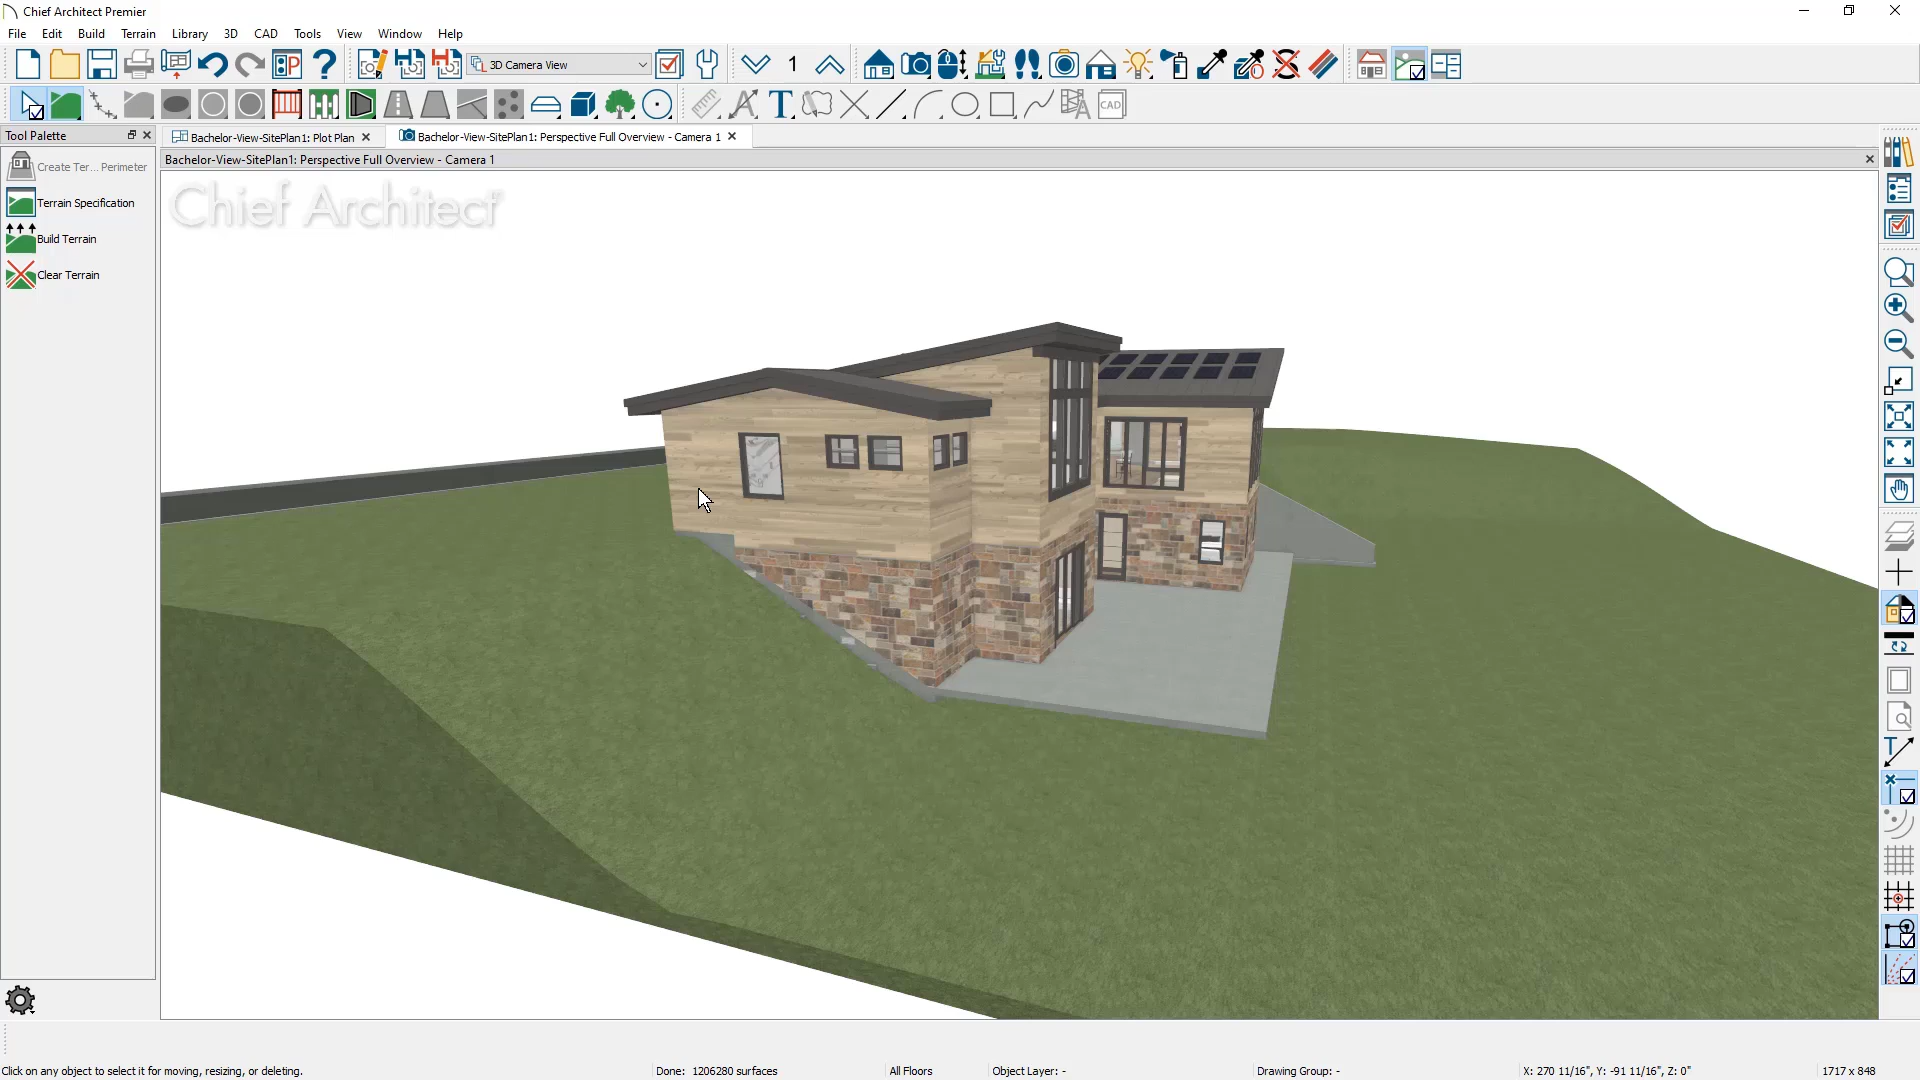 Chief Architect Premier
File Edit Build Terrain Library 3D CAD Tools View Window Help
3D Camera View
1
CAD
Tool Palette
Bachelor-View-SitePlan1: Plot Plan
Bachelor-View-SitePlan1: Perspective Full Overview - Camera 1
Bachelor-View-SitePlan1: Perspective Full Overview - Camera 1
Create Ter... Perimeter
Terrain Specification
Build Terrain
Clear Terrain
Chief Architect
Click on any object to select it for moving, resizing, or deleting.
Done: 1206280 surfaces
All Floors
Object Layer: -
Drawing Group: -
X: 270 11/16", Y: -91 11/16", Z: 0"
1717 x 848